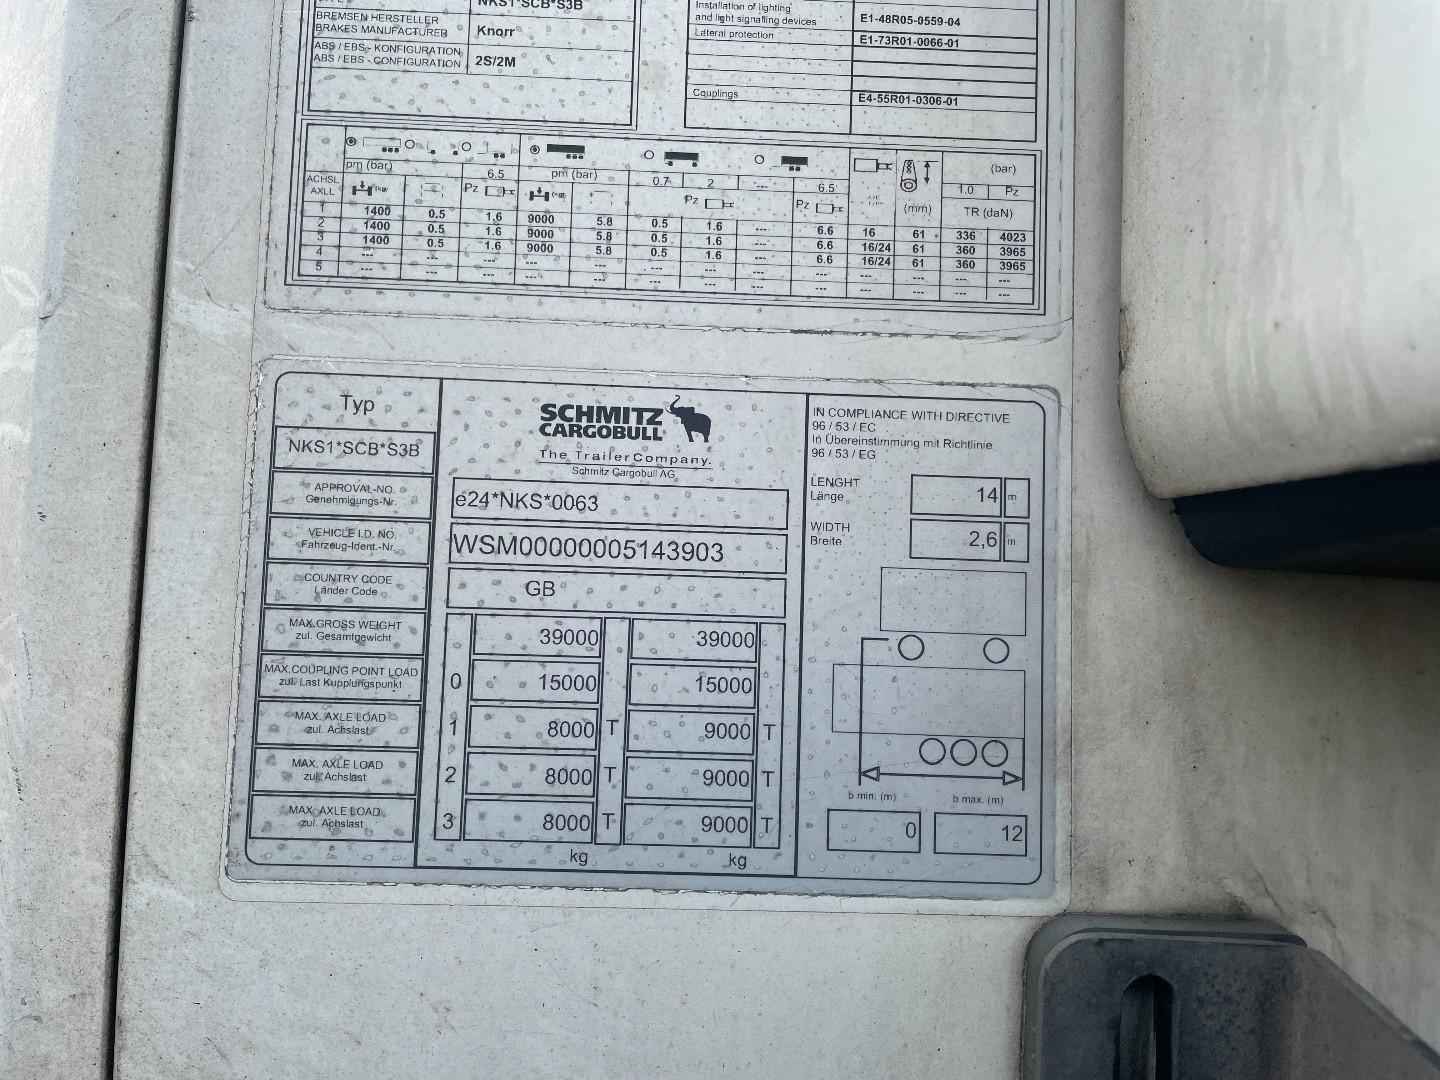 NKS1*SCB*S3B
BREMSEN HERSTELLER
BRAKES MANUFACTURER
Knorr
ABS / EBS - KONFIGURATION
ABS / EBS - CONFIGURATION
2S/2M
Installation of lighting
and light signalling devices
E1-48R05-0559-04
Lateral protection
E1-73R01-0066-01
Couplings
E4-55R01-0306-01
pm (bar) 6.5 pm (bar) 0.7 2 --- 6.5 (bar)
1.0 Pz
ACHSL
AXLL
Pz Pz Pz (mm) TR (daN)
1 1400 0.5 1.6 9000 5.8 0.5 1.6 --- 6.6 16 61 336 4023
2 1400 0.5 1.6 9000 5.8 0.5 1.6 --- 6.6 16/24 61 360 3965
3 1400 0.5 1.6 9000 5.8 0.5 1.6 --- 6.6 16/24 61 360 3965
4 --- --- --- --- --- --- --- --- --- --- --- --- ---
5 --- --- --- --- --- --- --- --- --- --- --- --- ---
Typ
NKS1*SCB*S3B
APPROVAL-NO.
Genehmigungs-Nr.
VEHICLE I.D. NO.
Fahrzeug-Ident.-Nr.
COUNTRY CODE
Länder Code
MAX.GROSS WEIGHT
zul. Gesamtgewicht
MAX.COUPLING POINT LOAD
zul. Last Kupplungspunkt
MAX. AXLE LOAD
zul. Achslast
MAX. AXLE LOAD
zul. Achslast
MAX. AXLE LOAD
zul. Achslast
SCHMITZ
CARGOBULL
The Trailer Company.
Schmitz Cargobull AG
e24*NKS*0063
WSM00000005143903
GB
39000 39000
0 15000 15000
1 8000 T 9000 T
2 8000 T 9000 T
3 8000 T 9000 T
kg kg
IN COMPLIANCE WITH DIRECTIVE
96 / 53 / EC
In Übereinstimmung mit Richtlinie
96 / 53 / EG
LENGHT
Länge
14 m
WIDTH
Breite
2,6 m
b min. (m) b max. (m)
0 12